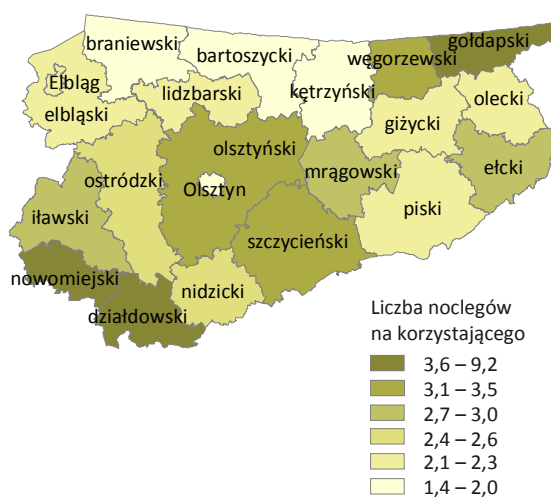 gołdapski
braniewski
bartoszycki
węgorzewski
Elbląg
lidzbarski
kętrzyński
olecki
elbląski
giżycki
olsztyński
ełcki
ostródzki
Olsztyn
mrągowski
iławski
piski
szczycieński
nowomiejski
nidzicki
działdowski
Liczba noclegów
na korzystającego
3,6 – 9,2
3,1 – 3,5
2,7 – 3,0
2,4 – 2,6
2,1 – 2,3
1,4 – 2,0